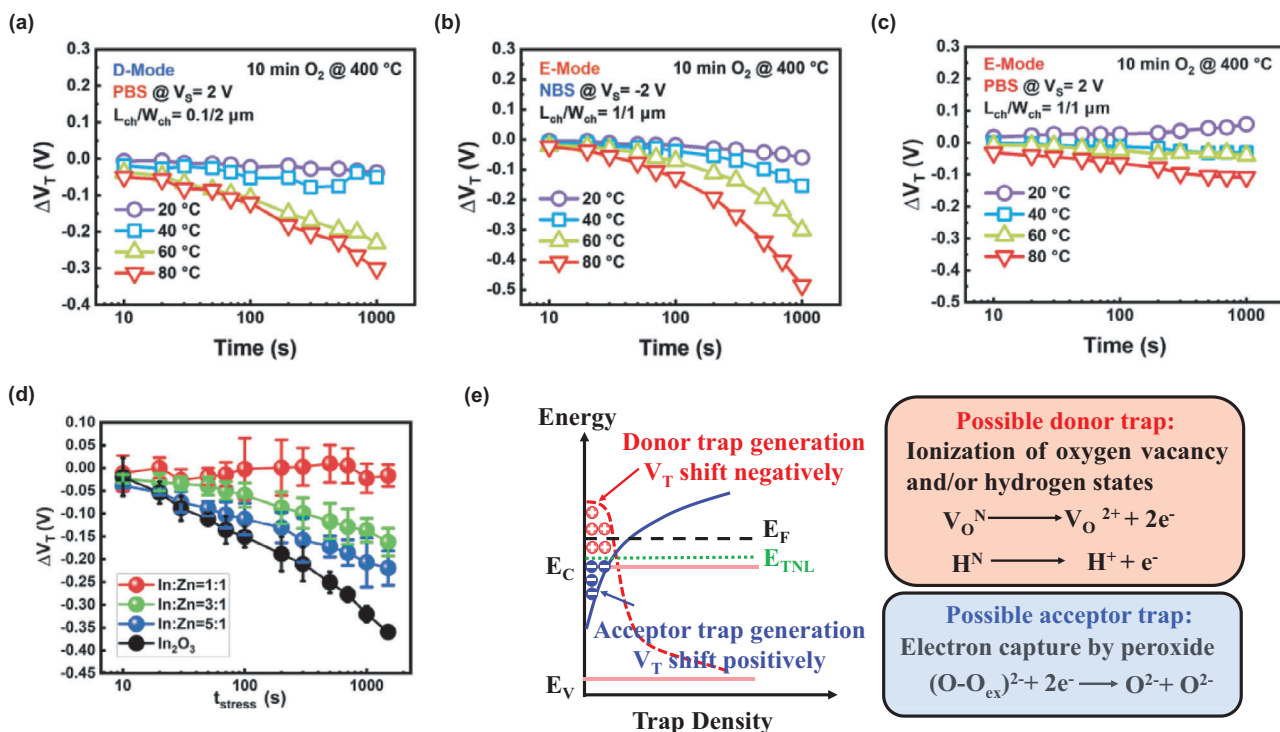 (a)
0.3
0.2
0.1
0.0
-0.1
-0.2
-0.3
-0.4
ΔV_T (V)
D-Mode
10 min O₂ @ 400 °C
PBS @ V_S= 2 V
L_ch/W_ch= 0.1/2 μm
20 °C
40 °C
60 °C
80 °C
10
100
1000
Time (s)
(b)
0.3
0.2
0.1
0.0
-0.1
-0.2
-0.3
-0.4
-0.5
ΔV_T (V)
E-Mode
10 min O₂ @ 400 °C
NBS @ V_S= -2 V
L_ch/W_ch= 1/1 μm
20 °C
40 °C
60 °C
80 °C
10
100
1000
Time (s)
(c)
0.3
0.2
0.1
0.0
-0.1
-0.2
-0.3
-0.4
-0.5
ΔV_T (V)
E-Mode
10 min O₂ @ 400 °C
PBS @ V_S= 2 V
L_ch/W_ch= 1/1 μm
20 °C
40 °C
60 °C
80 °C
10
100
1000
Time (s)
(d)
0.10
0.05
0.00
-0.05
-0.10
-0.15
-0.20
-0.25
-0.30
-0.35
-0.40
-0.45
ΔV_T (V)
In:Zn=1:1
In:Zn=3:1
In:Zn=5:1
In₂O₃
10
100
1000
t_stress (s)
(e)
Energy
Donor trap generation
V_T shift negatively
E_F
E_TNL
E_C
Acceptor trap generation
V_T shift positively
E_V
Trap Density
Possible donor trap:
Ionization of oxygen vacancy
and/or hydrogen states
V_O^N ⟶ V_O^2+ + 2e-
H^N ⟶ H+ + e-
Possible acceptor trap:
Electron capture by peroxide
(O-O_ex)^2- + 2e- ⟶ O^2- + O^2-